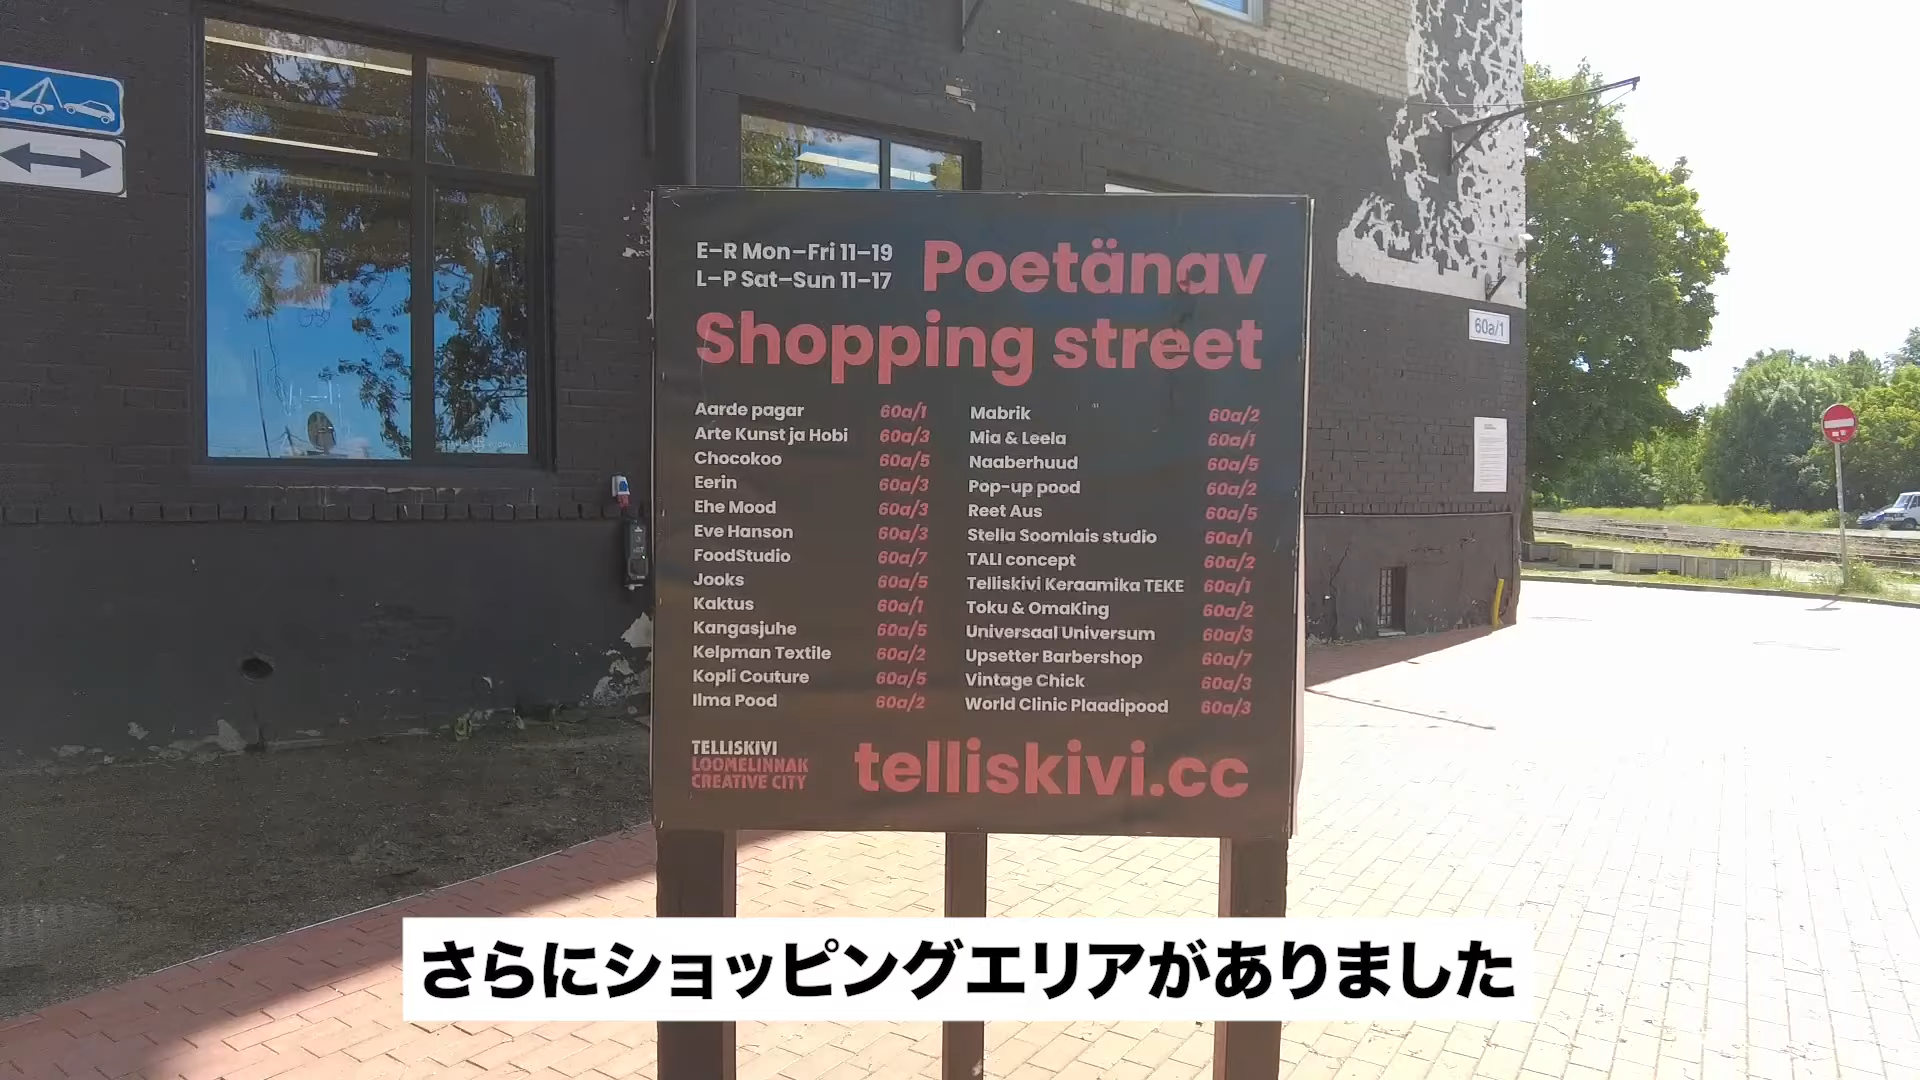 E–R Mon–Fri 11–19
L–P Sat–Sun 11–17
Poetänav
Shopping street
Aarde pagar 60a/1
Arte Kunst ja Hobi 60a/3
Chocokoo 60a/5
Eerin 60a/3
Ehe Mood 60a/3
Eve Hanson 60a/3
FoodStudio 60a/7
Jooks 60a/5
Kaktus 60a/1
Kangasjuhe 60a/5
Kelpman Textile 60a/2
Kopli Couture 60a/5
Ilma Pood 60a/2
Mabrik 60a/2
Mia & Leela 60a/1
Naaberhuud 60a/5
Pop-up pood 60a/2
Reet Aus 60a/5
Stella Soomlais studio 60a/1
TALI concept 60a/2
Telliskivi Keraamika TEKE 60a/1
Toku & OmaKing 60a/2
Universaal Universum 60a/3
Upsetter Barbershop 60a/7
Vintage Chick 60a/3
World Clinic Plaadipood 60a/3
TELLISKIVI
LOOMELINNAK
CREATIVE CITY
telliskivi.cc
60a/1
さらにショッピングエリアがありました